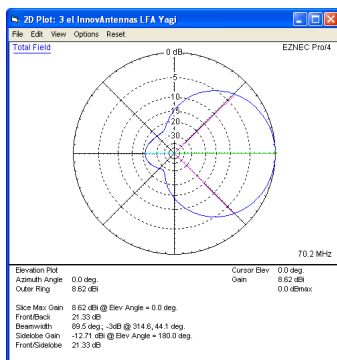 2D Plot: 3 el InnovAntennas LFA Yagi
File Edit View Options Reset
Total Field
0 dB
EZNEC Pro/4
-5
-10
-15
-20
-30
70.2 MHz
Elevation Plot
Azimuth Angle 0.0 deg.
Outer Ring 8.62 dBi
Cursor Elev 0.0 deg.
Gain 8.62 dBi
0.0 dBmax
Slice Max Gain 8.62 dBi @ Elev Angle = 0.0 deg.
Front/Back 21.33 dB
Beamwidth 89.5 deg.; -3dB @ 314.6, 44.1 deg.
Sidelobe Gain -12.71 dBi @ Elev Angle = 180.0 deg.
Front/Sidelobe 21.33 dB